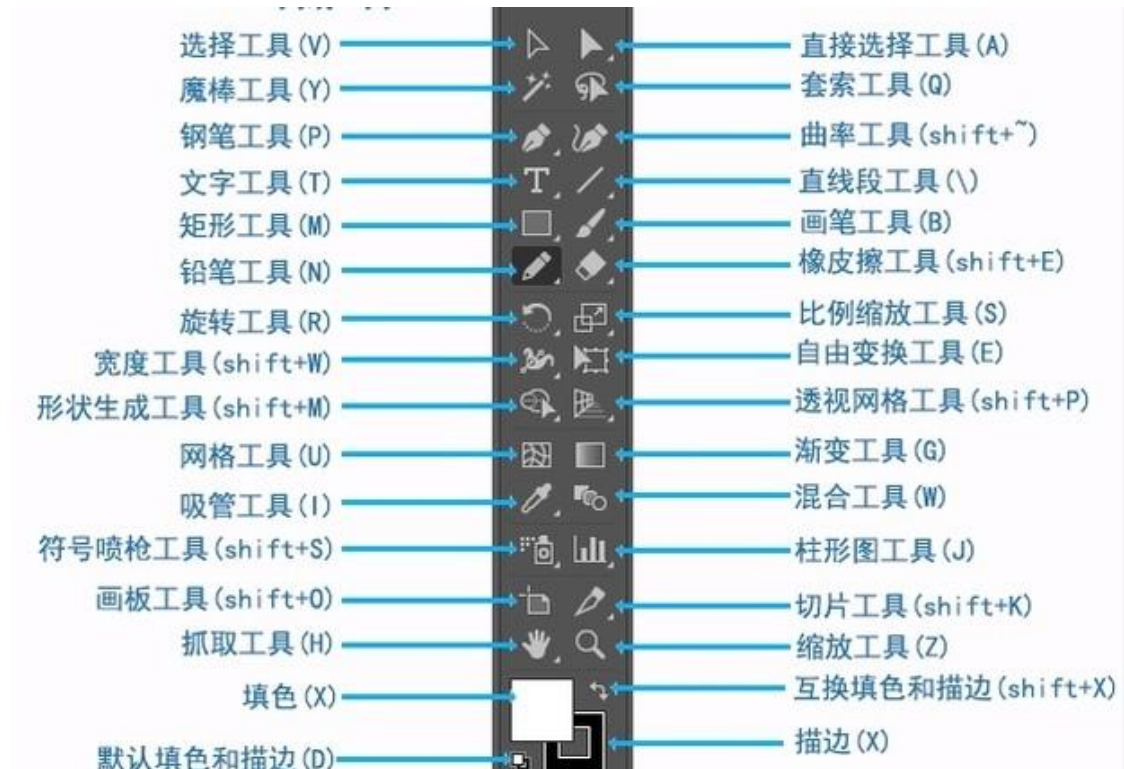 选择工具(V)
直接选择工具(A)
魔棒工具(Y)
套索工具(Q)
钢笔工具(P)
曲率工具(shift+~)
文字工具(T)
直线段工具(\)
矩形工具(M)
画笔工具(B)
铅笔工具(N)
橡皮擦工具(shift+E)
旋转工具(R)
比例缩放工具(S)
宽度工具(shift+W)
自由变换工具(E)
形状生成工具(shift+M)
透视网格工具(shift+P)
网格工具(U)
渐变工具(G)
吸管工具(I)
混合工具(W)
符号喷枪工具(shift+S)
柱形图工具(J)
画板工具(shift+O)
切片工具(shift+K)
抓取工具(H)
缩放工具(Z)
填色(X)
互换填色和描边(shift+X)
描边(X)
默认填色和描边(D)